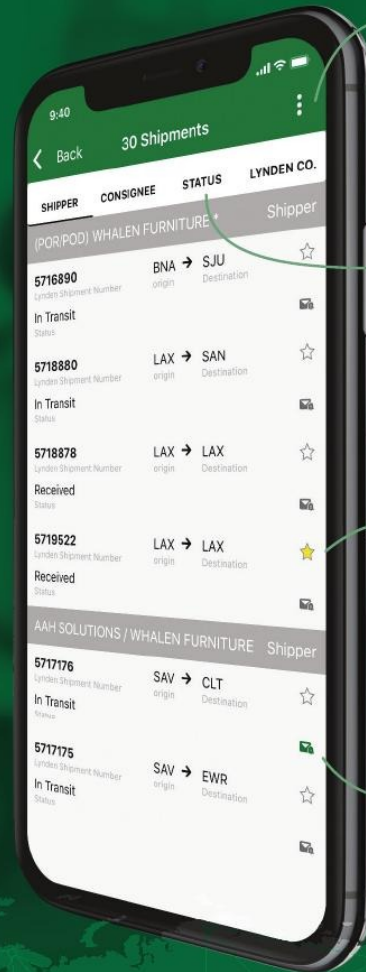 9:40
Back 30 Shipments
SHIPPER CONSIGNEE STATUS LYNDEN CO.
(POR/POD) WHALEN FURNITURE * Shipper
5716890 BNA → SJU
Lynden Shipment Number origin Destination
In Transit
Status
5718880 LAX → SAN
Lynden Shipment Number origin Destination
In Transit
Status
5718878 LAX → LAX
Lynden Shipment Number origin Destination
Received
Status
5719522 LAX → LAX
Lynden Shipment Number origin Destination
Received
Status
AAH SOLUTIONS / WHALEN FURNITURE Shipper
5717176 SAV → CLT
Lynden Shipment Number origin Destination
In Transit
Status
5717175 SAV → EWR
Lynden Shipment Number origin Destination
In Transit
Status